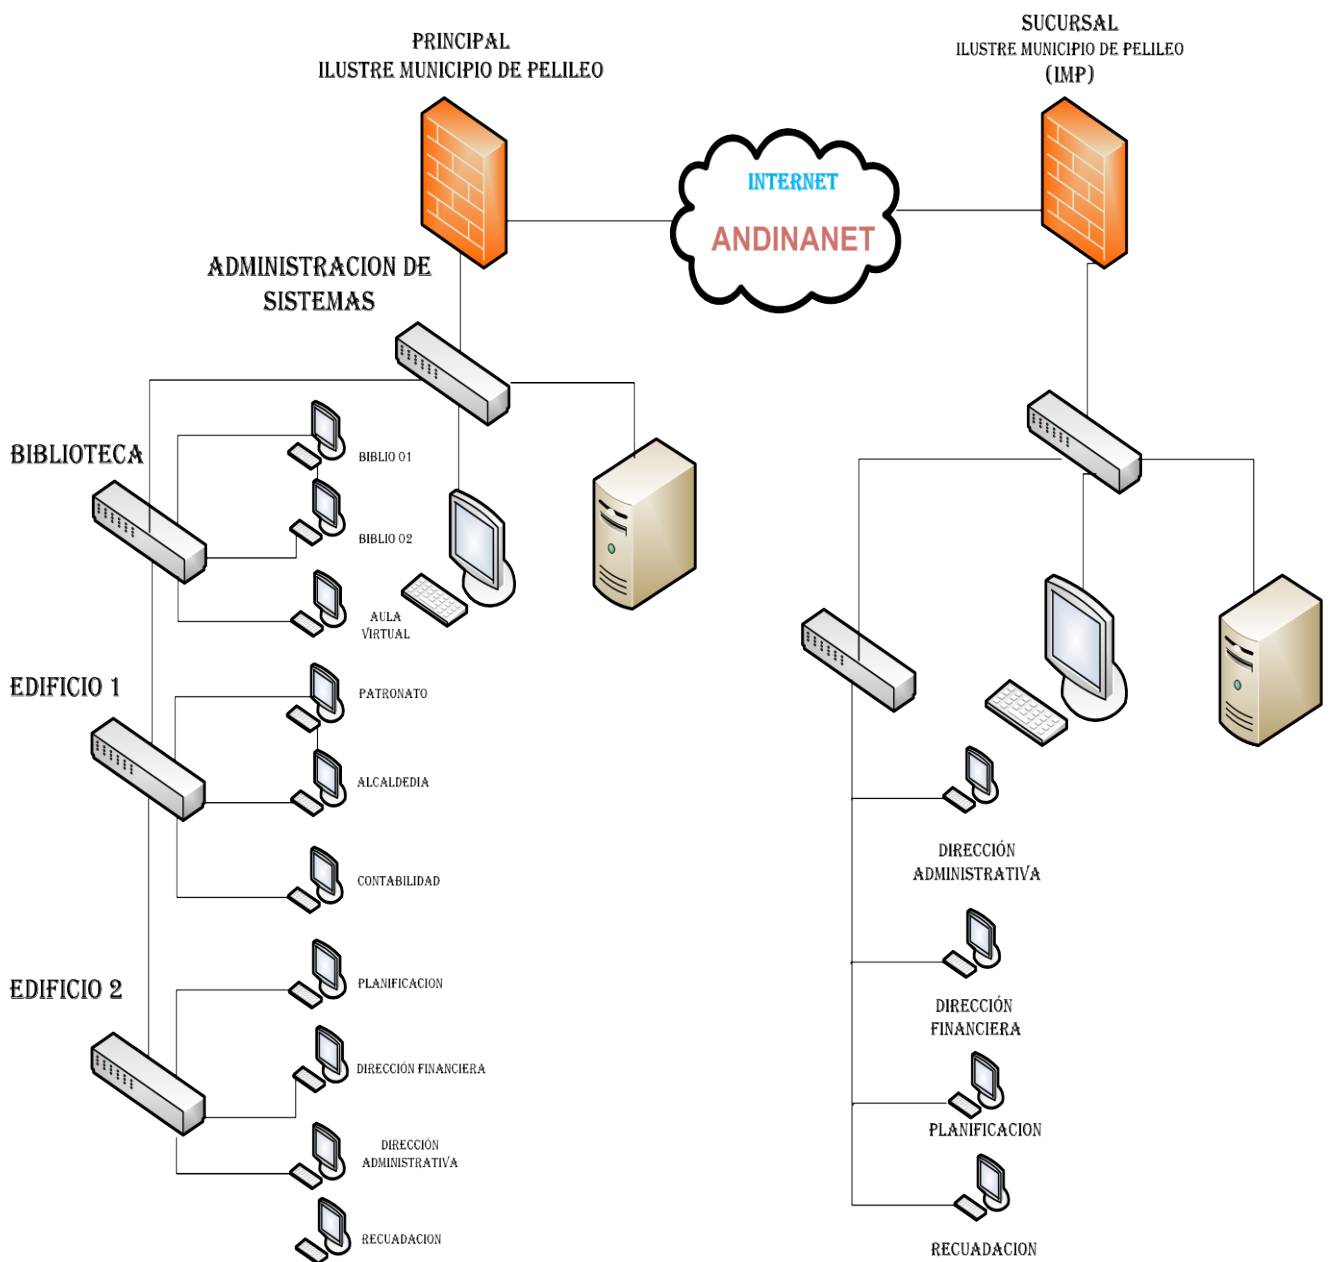 PRINCIPAL
ILUSTRE MUNICIPIO DE PELILEO
SUCURSAL
ILUSTRE MUNICIPIO DE PELILEO
(IMP)
INTERNET
ANDINANET
ADMINISTRACION DE
SISTEMAS
BIBLIOTECA
BIBLIO 01
BIBLIO 02
AULA
VIRTUAL
EDIFICIO 1
PATRONATO
ALCALDEDIA
CONTABILIDAD
EDIFICIO 2
PLANIFICACION
DIRECCIÓN FINANCIERA
DIRECCIÓN
ADMINISTRATIVA
RECUADACION
DIRECCIÓN
ADMINISTRATIVA
DIRECCIÓN
FINANCIERA
PLANIFICACION
RECUADACION